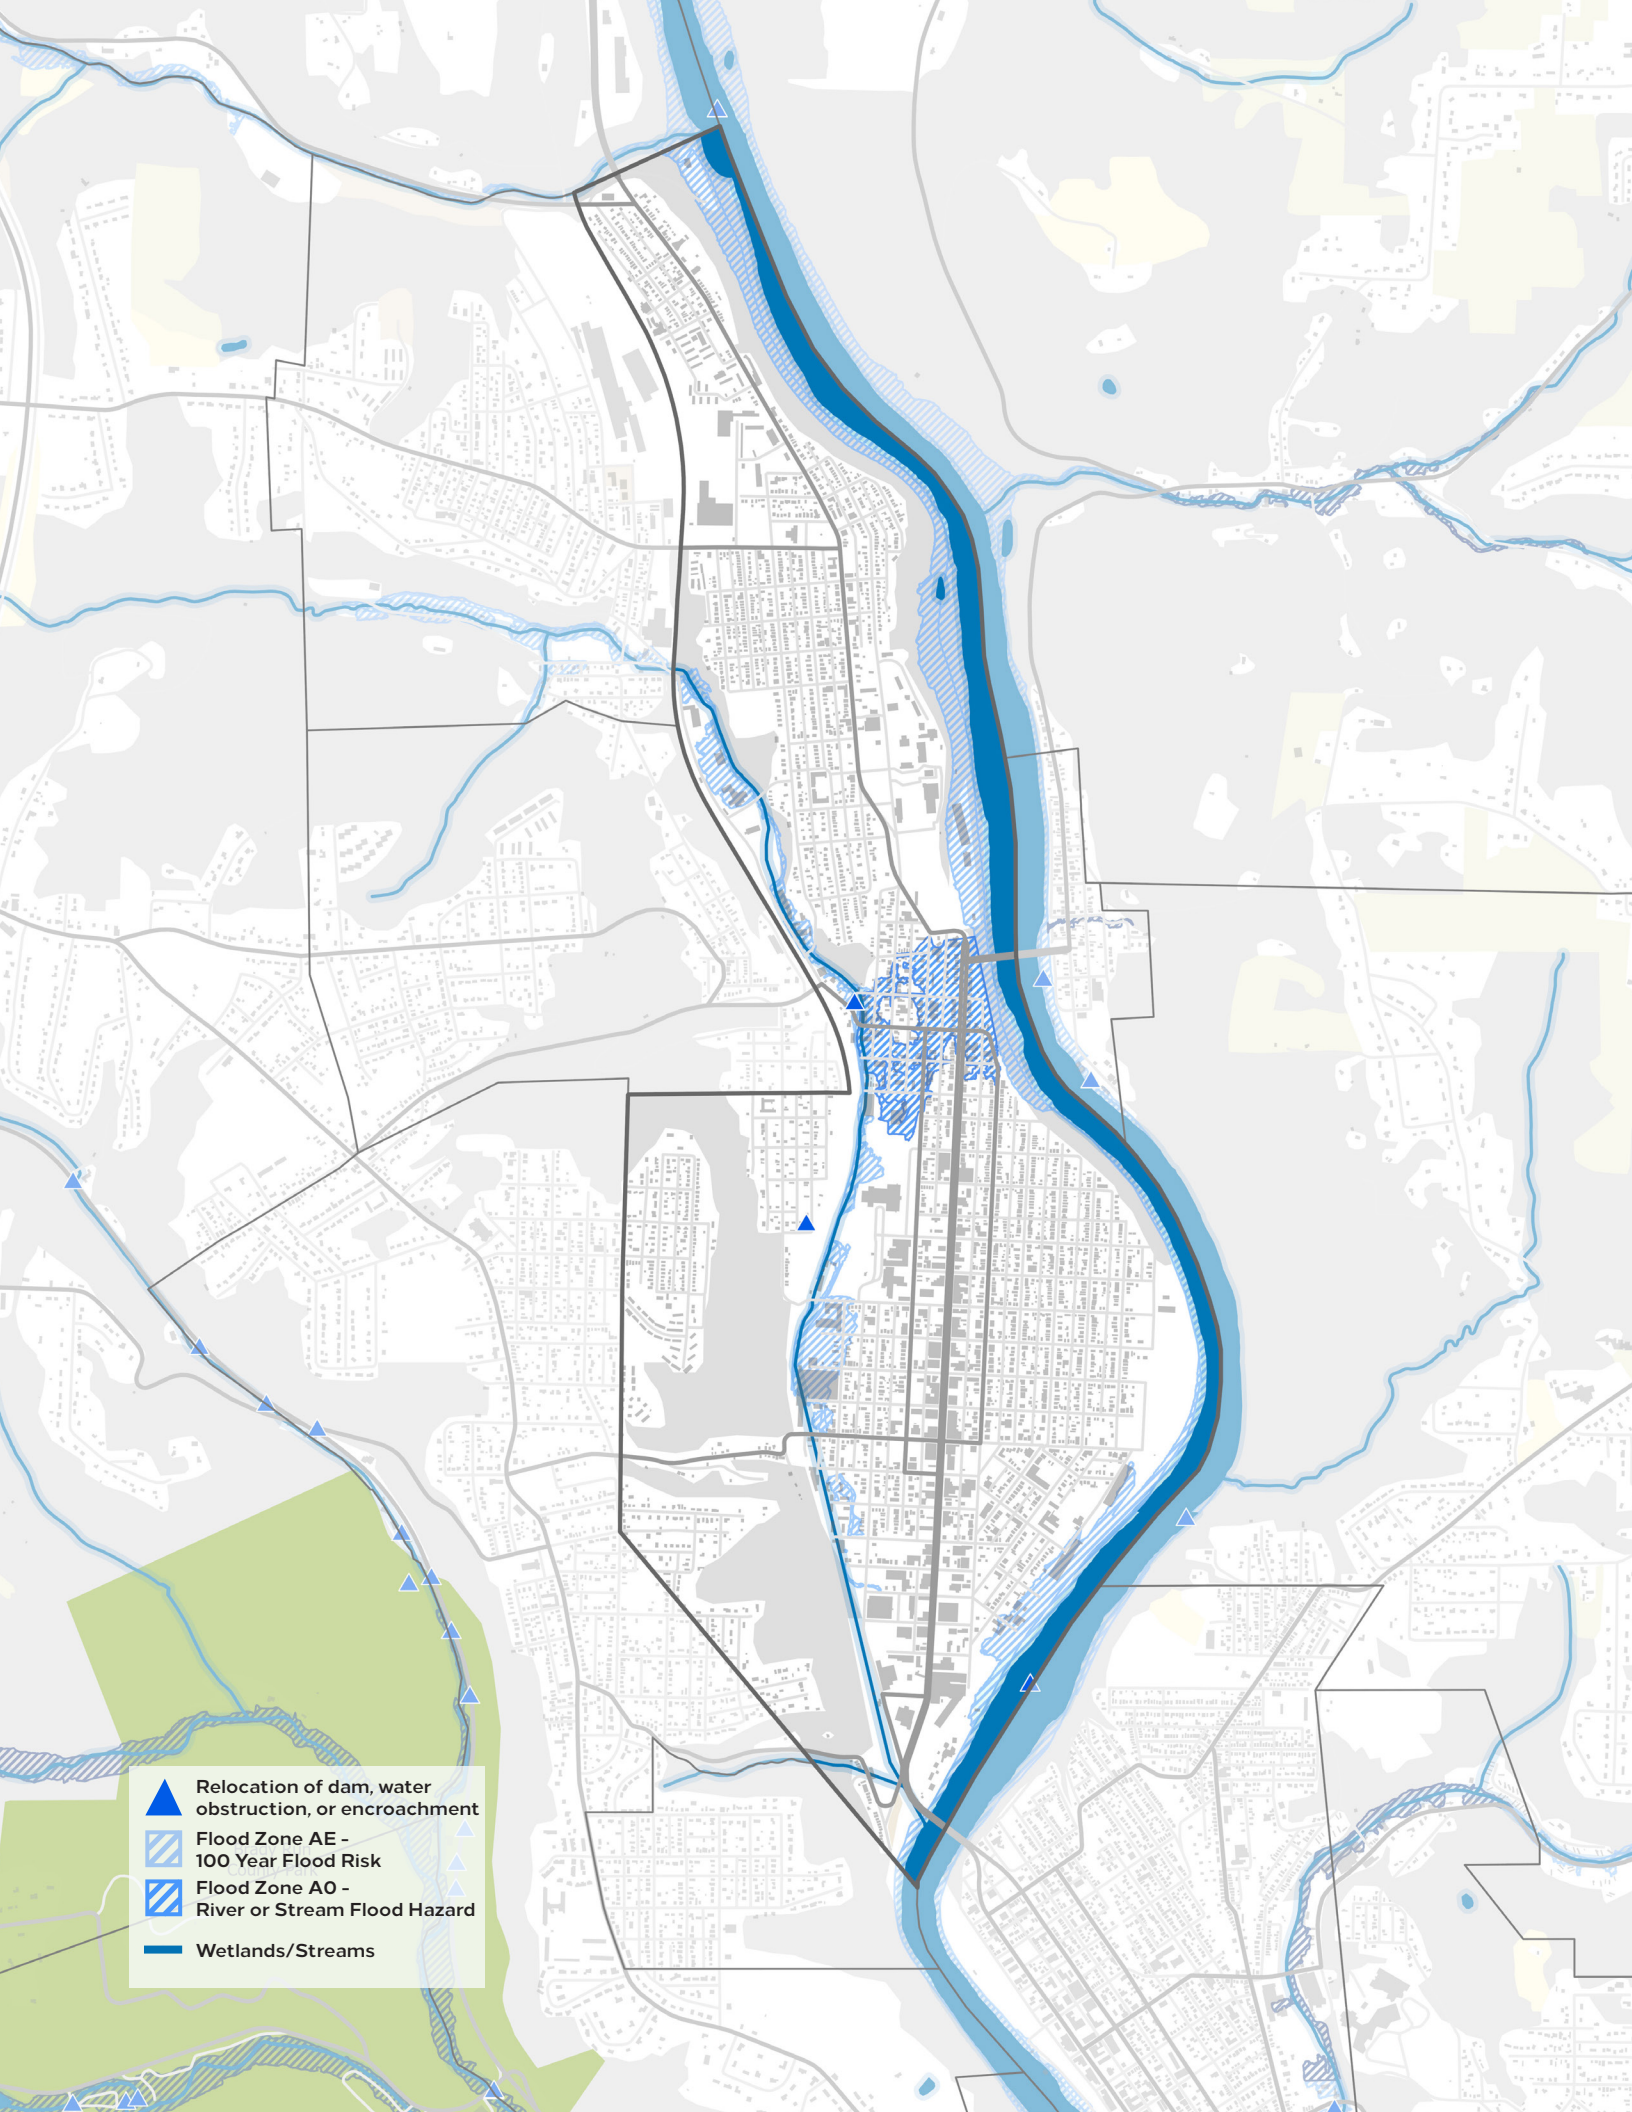 Relocation of dam, water
obstruction, or encroachment
Flood Zone AE -
100 Year Flood Risk
Flood Zone A0 -
River or Stream Flood Hazard
Wetlands/Streams